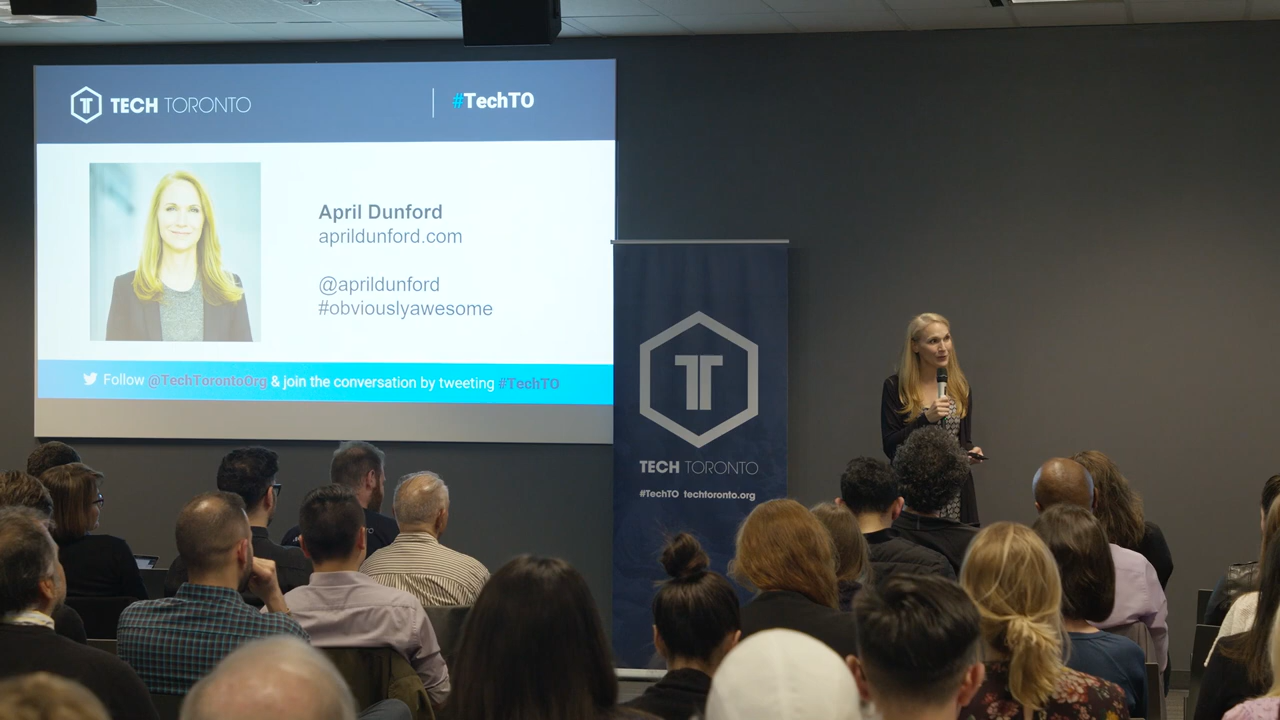 TECH TORONTO
#TechTO
April Dunford
aprildunford.com
@aprildunford
#obviouslyawesome
Follow @TechTorontoOrg & join the conversation by tweeting #TechTO
TECH TORONTO
#TechTO techtoronto.org